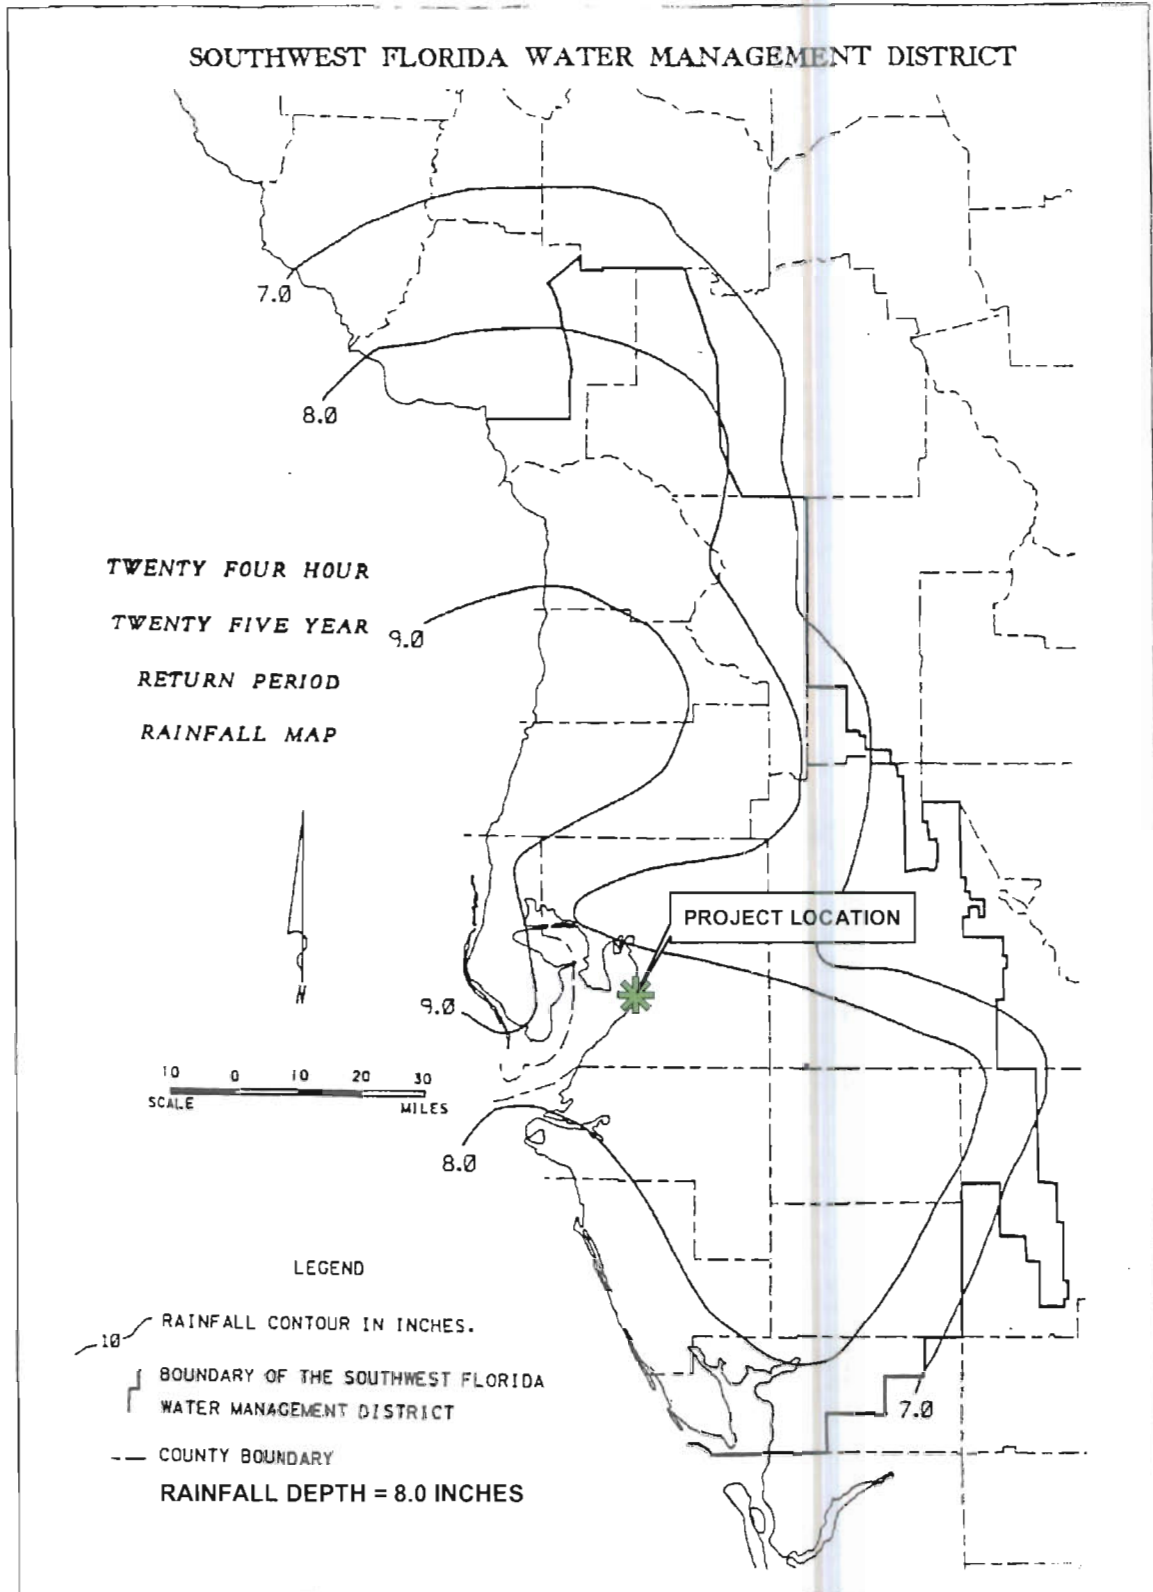 SOUTHWEST FLORIDA WATER MANAGEMENT DISTRICT
7.0
8.0
TWENTY FOUR HOUR
TWENTY FIVE YEAR
RETURN PERIOD
RAINFALL MAP
9.0
PROJECT LOCATION
N
9.0
10 0 10 20 30
SCALE MILES
8.0
LEGEND
10 RAINFALL CONTOUR IN INCHES.
BOUNDARY OF THE SOUTHWEST FLORIDA
WATER MANAGEMENT DISTRICT
COUNTY BOUNDARY
7.0
RAINFALL DEPTH = 8.0 INCHES